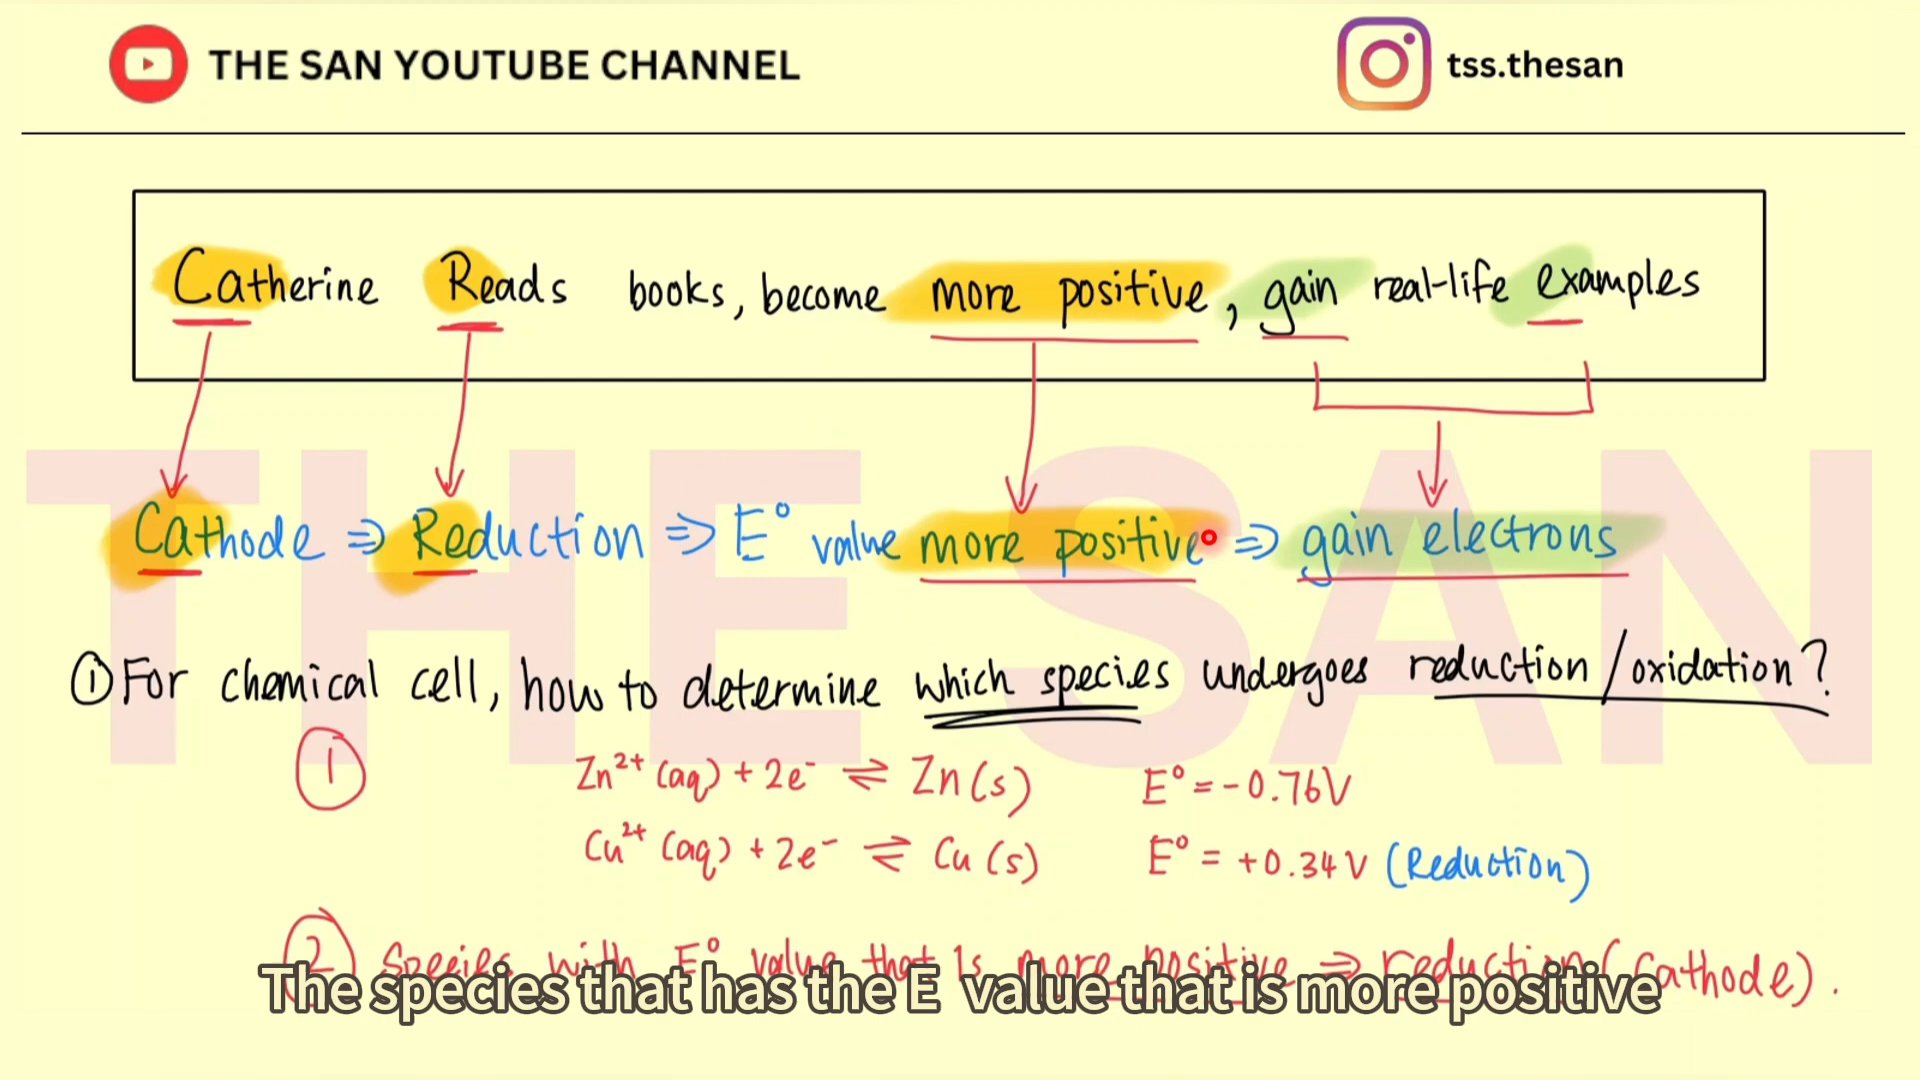 THE SAN YOUTUBE CHANNEL
tss.thesan
Catherine Reads books, become more positive, gain real-life examples
Cathode ⇒ Reduction ⇒ E° value more positive ⇒ gain electrons
THE SAN
① For chemical cell, how to determine which species undergoes reduction/oxidation?
① Zn²⁺(aq) + 2e⁻ ⇌ Zn(s) E° = -0.76V
Cu²⁺(aq) + 2e⁻ ⇌ Cu(s) E° = +0.34V (Reduction)
② Species with E° value that is more positive ⇒ reduction (Cathode).
The species that has the E value that is more positive